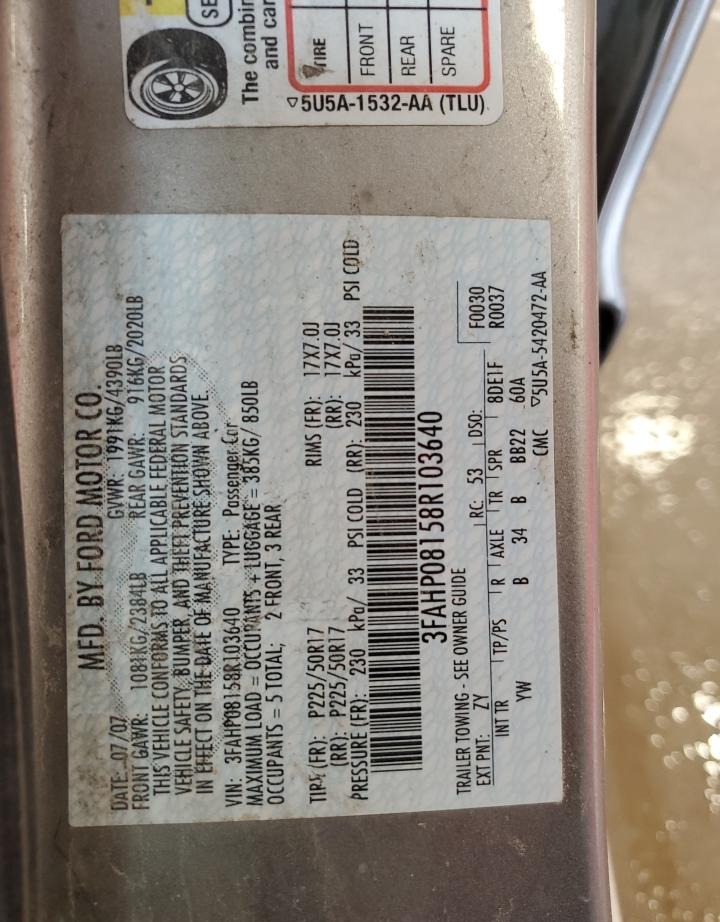 MFD. BY FORD MOTOR CO.
DATE: 07/07 GVWR: 1991KG/4390LB
FRONT GAWR: 1081KG/2384LB REAR GAWR: 916KG/2020LB
THIS VEHICLE CONFORMS TO ALL APPLICABLE FEDERAL MOTOR
VEHICLE SAFETY, BUMPER, AND THEFT PREVENTION STANDARDS
IN EFFECT ON THE DATE OF MANUFACTURE SHOWN ABOVE.
VIN: 3FAHP08158R103640 TYPE: Passenger Car
MAXIMUM LOAD = OCCUPANTS + LUGGAGE = 385KG/ 850LB
OCCUPANTS = 5 TOTAL; 2 FRONT, 3 REAR
TIRE (FR): P225/50R17 RIMS (FR): 17X7.0J
(RR): P225/50R17 (RR): 17X7.0J
PRESSURE (FR): 230 kPa/ 33 PSI COLD (RR): 230 kPa/ 33 PSI COLD
3FAHP08158R103640
TRAILER TOWING - SEE OWNER GUIDE F0030
EXT PNT: ZY RC: 53 DSO: R0037
INT TR TP/PS R AXLE TR SPR 8DE1F
YW B 34 B BB22 60A
CMC ▽5U5A-5420472-AA
The combin
and car
TIRE
FRONT
REAR
SPARE
▽5U5A-1532-AA (TLU)